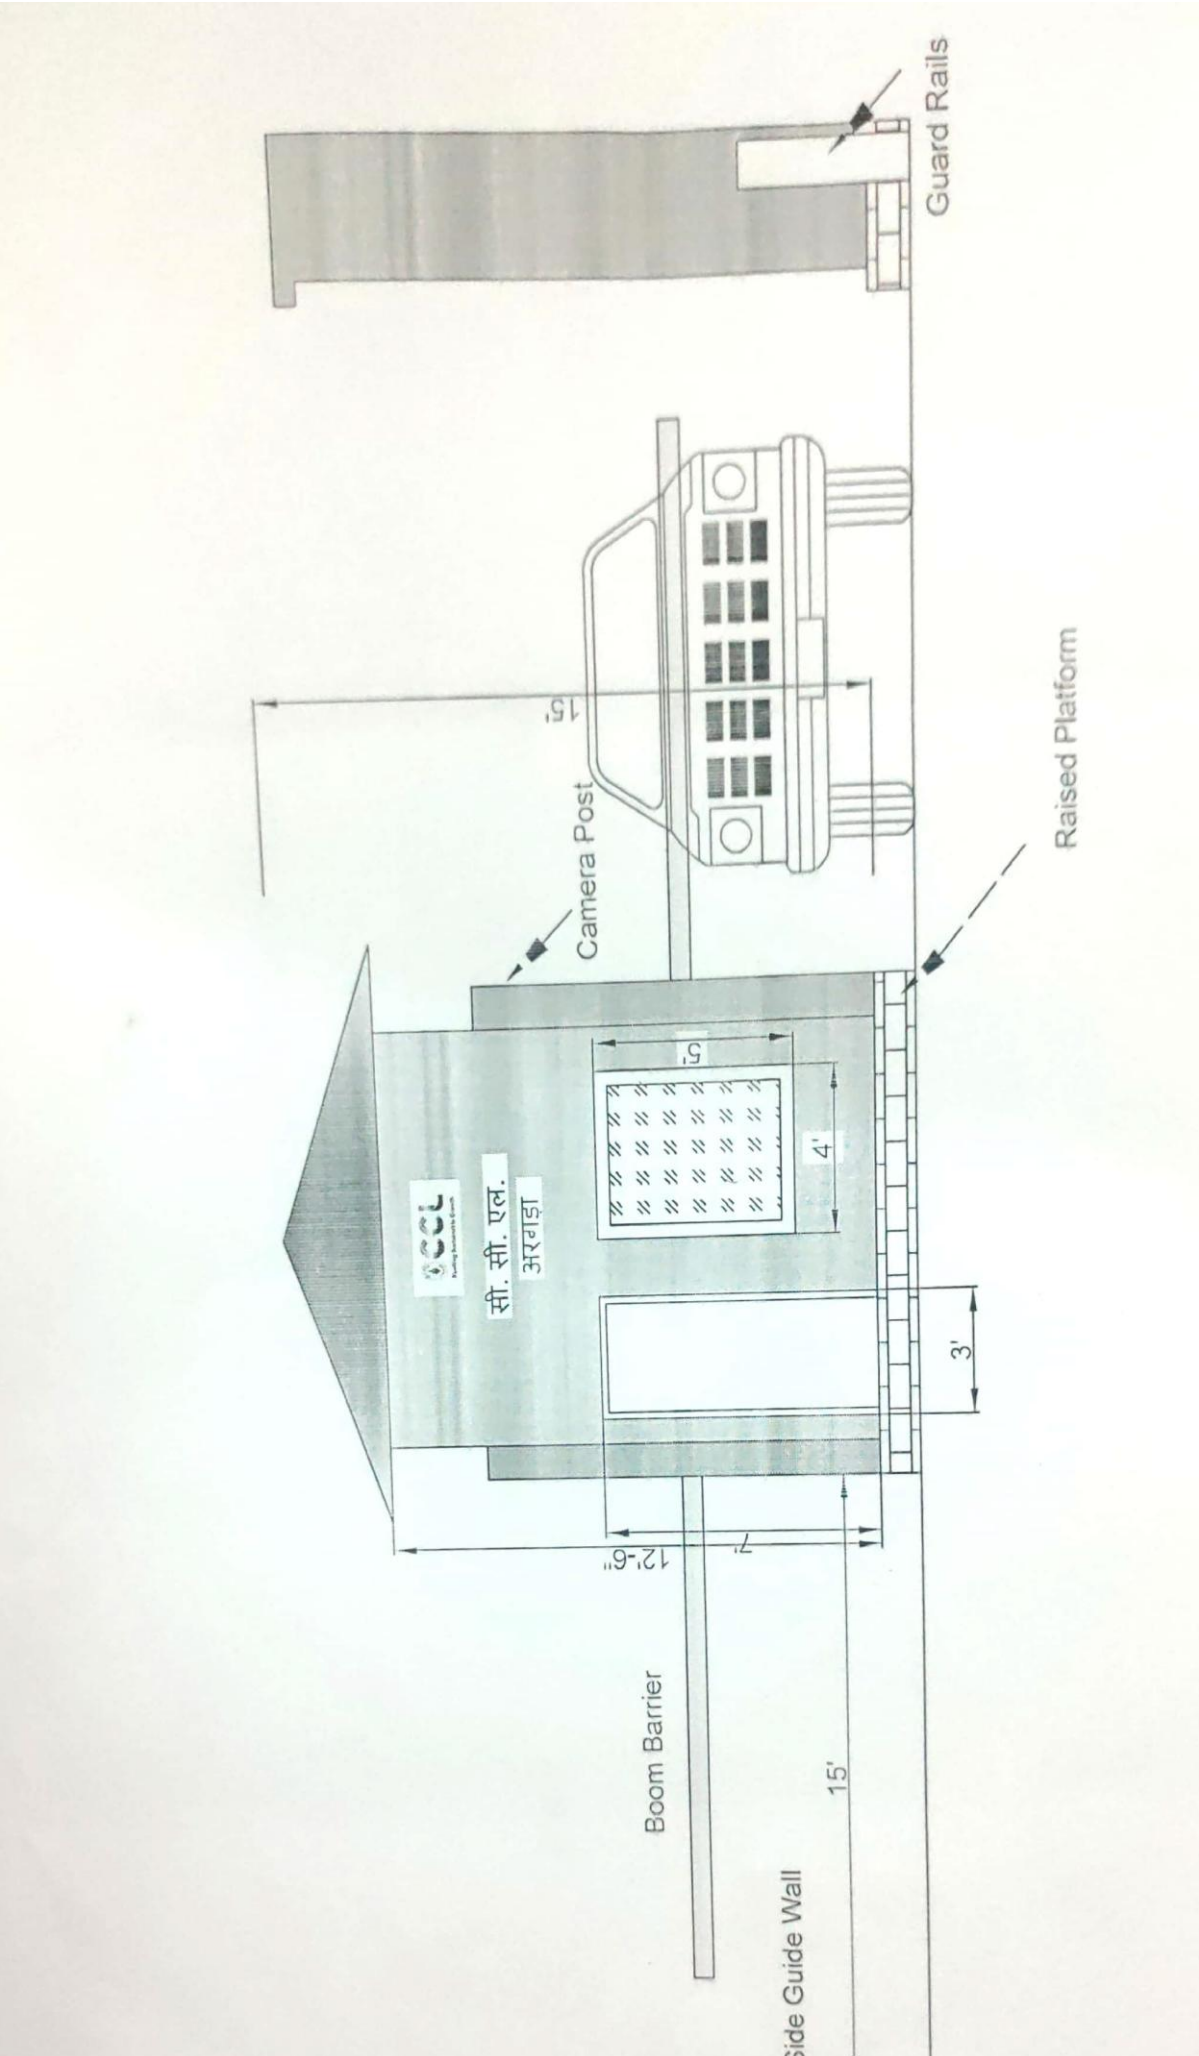 Guard Rails
15'
Camera Post
Raised Platform
CCL
सी. सी. एल.
अरगड़ा
5'
4'
3'
7'
12'-6"
Boom Barrier
15'
Side Guide Wall